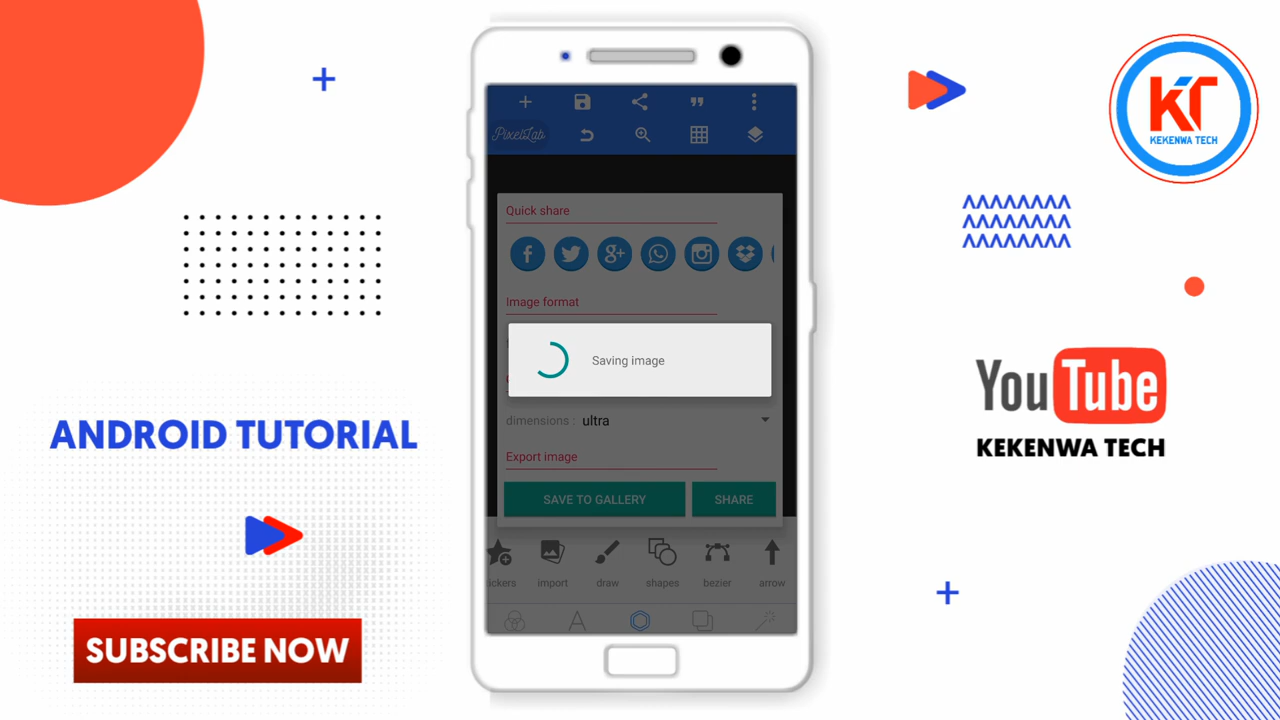 PixelLab
Quick share
Image format
Saving image
dimensions : ultra
Export image
SAVE TO GALLERY
SHARE
ickers
import
draw
shapes
bezier
arrow
ANDROID TUTORIAL
SUBSCRIBE NOW
KT
KEKENWA TECH
YouTube
KEKENWA TECH